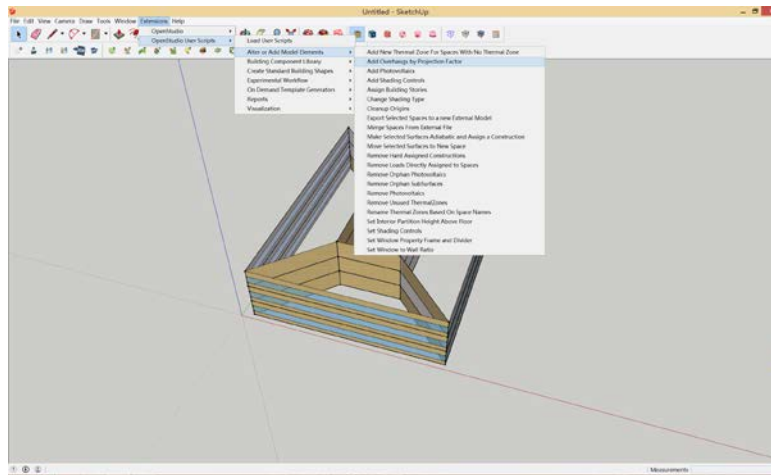 Untitled - SketchUp
File Edit View Camera Draw Tools Window Extensions Help
OpenStudio
OpenStudio User Scripts
Load User Scripts
Alter or Add Model Elements
Building Component Library
Create Standard Building Shapes
Experimental Workflow
On Demand Template Generators
Reports
Visualization
Add New Thermal Zone For Spaces With No Thermal Zone
Add Overhangs by Projection Factor
Add Photovoltaics
Add Shading Controls
Assign Building Stories
Change Shading Type
Cleanup Origins
Export Selected Spaces to a new External Model
Merge Spaces From External File
Make Selected Surfaces Adiabatic and Assign a Construction
Move Selected Surfaces to New Space
Remove Hard Assigned Constructions
Remove Loads Directly Assigned to Spaces
Remove Orphan Photovoltaics
Remove Orphan Subsurfaces
Remove Photovoltaics
Remove Unused ThermalZones
Rename Thermal Zones Based On Space Names
Set Interior Partition Height Above Floor
Set Shading Controls
Set Window Property Frame and Divider
Set Window to Wall Ratio
Measurements